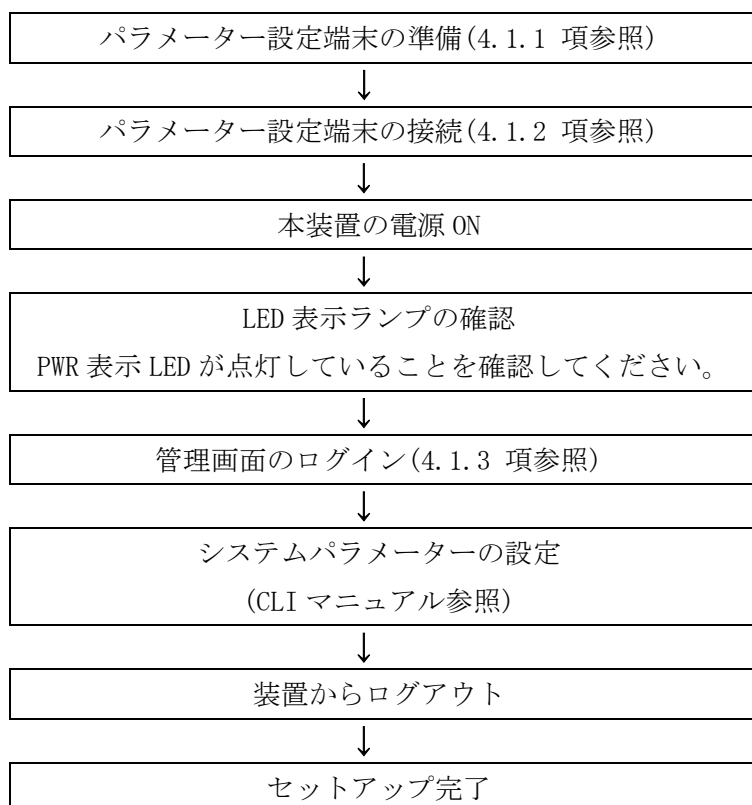 パラメーター設定端末の準備(4.1.1 項参照)
↓
パラメーター設定端末の接続(4.1.2 項参照)
↓
本装置の電源 ON
↓
LED 表示ランプの確認
PWR 表示 LED が点灯していることを確認してください。
↓
管理画面のログイン(4.1.3 項参照)
↓
システムパラメーターの設定
(CLI マニュアル参照)
↓
装置からログアウト
↓
セットアップ完了